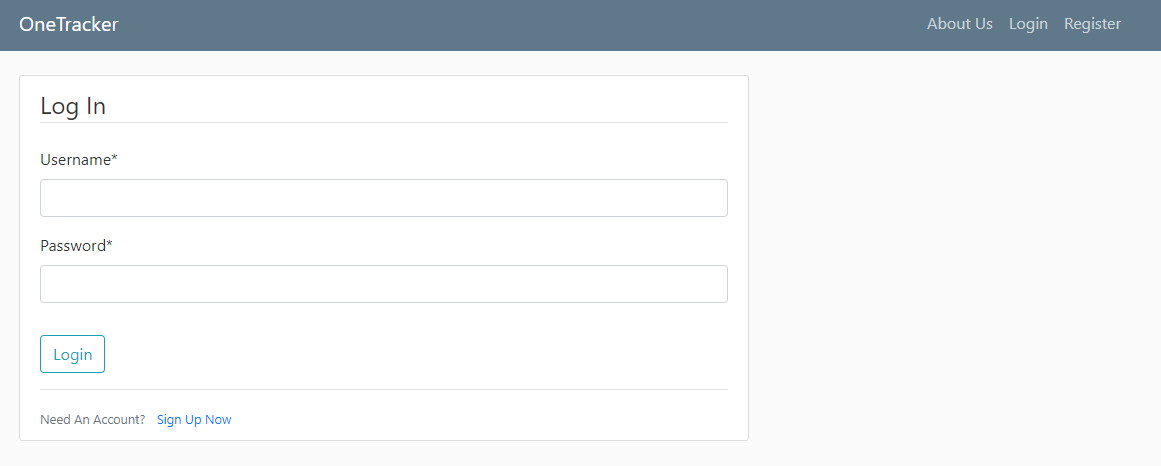 OneTracker
About Us Login Register
Log In
Username*
Password*
Login
Need An Account? Sign Up Now